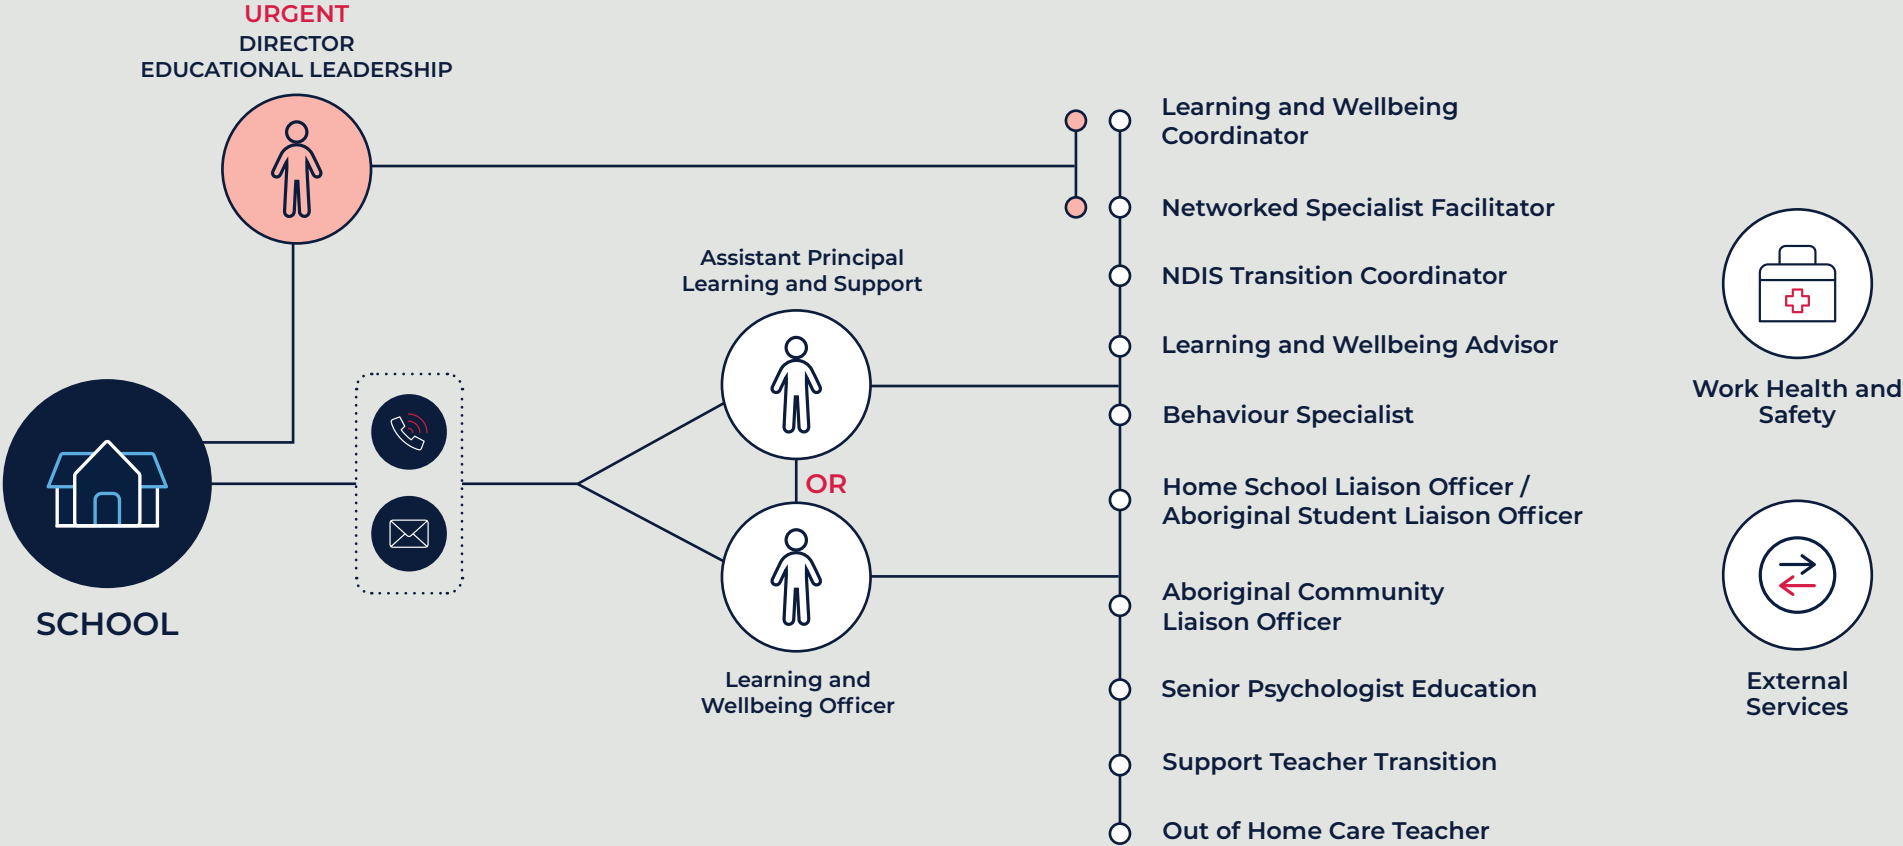 URGENT
DIRECTOR
EDUCATIONAL LEADERSHIP
SCHOOL
Assistant Principal
Learning and Support
OR
Learning and
Wellbeing Officer
Learning and Wellbeing
Coordinator
Networked Specialist Facilitator
NDIS Transition Coordinator
Learning and Wellbeing Advisor
Behaviour Specialist
Home School Liaison Officer /
Aboriginal Student Liaison Officer
Aboriginal Community
Liaison Officer
Senior Psychologist Education
Support Teacher Transition
Out of Home Care Teacher
Work Health and
Safety
External
Services